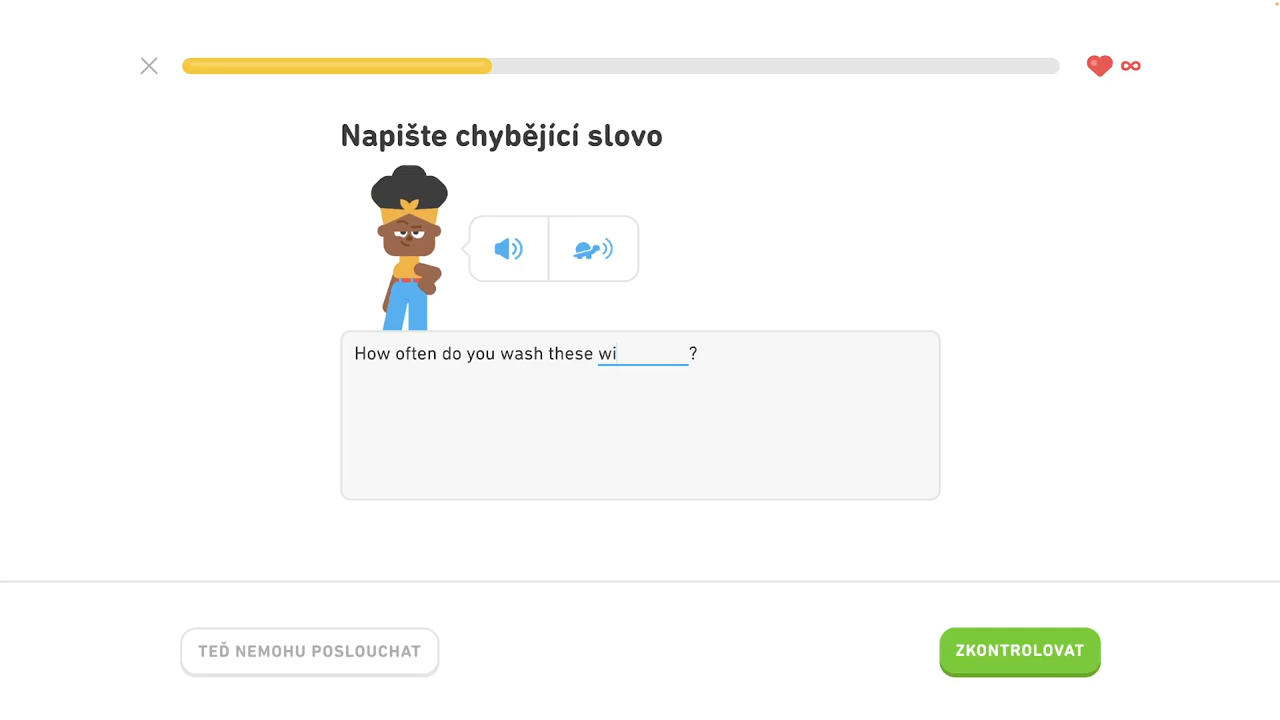 ∞
Napište chybějící slovo
How often do you wash these wi ?
TEĎ NEMOHU POSLOUCHAT
ZKONTROLOVAT